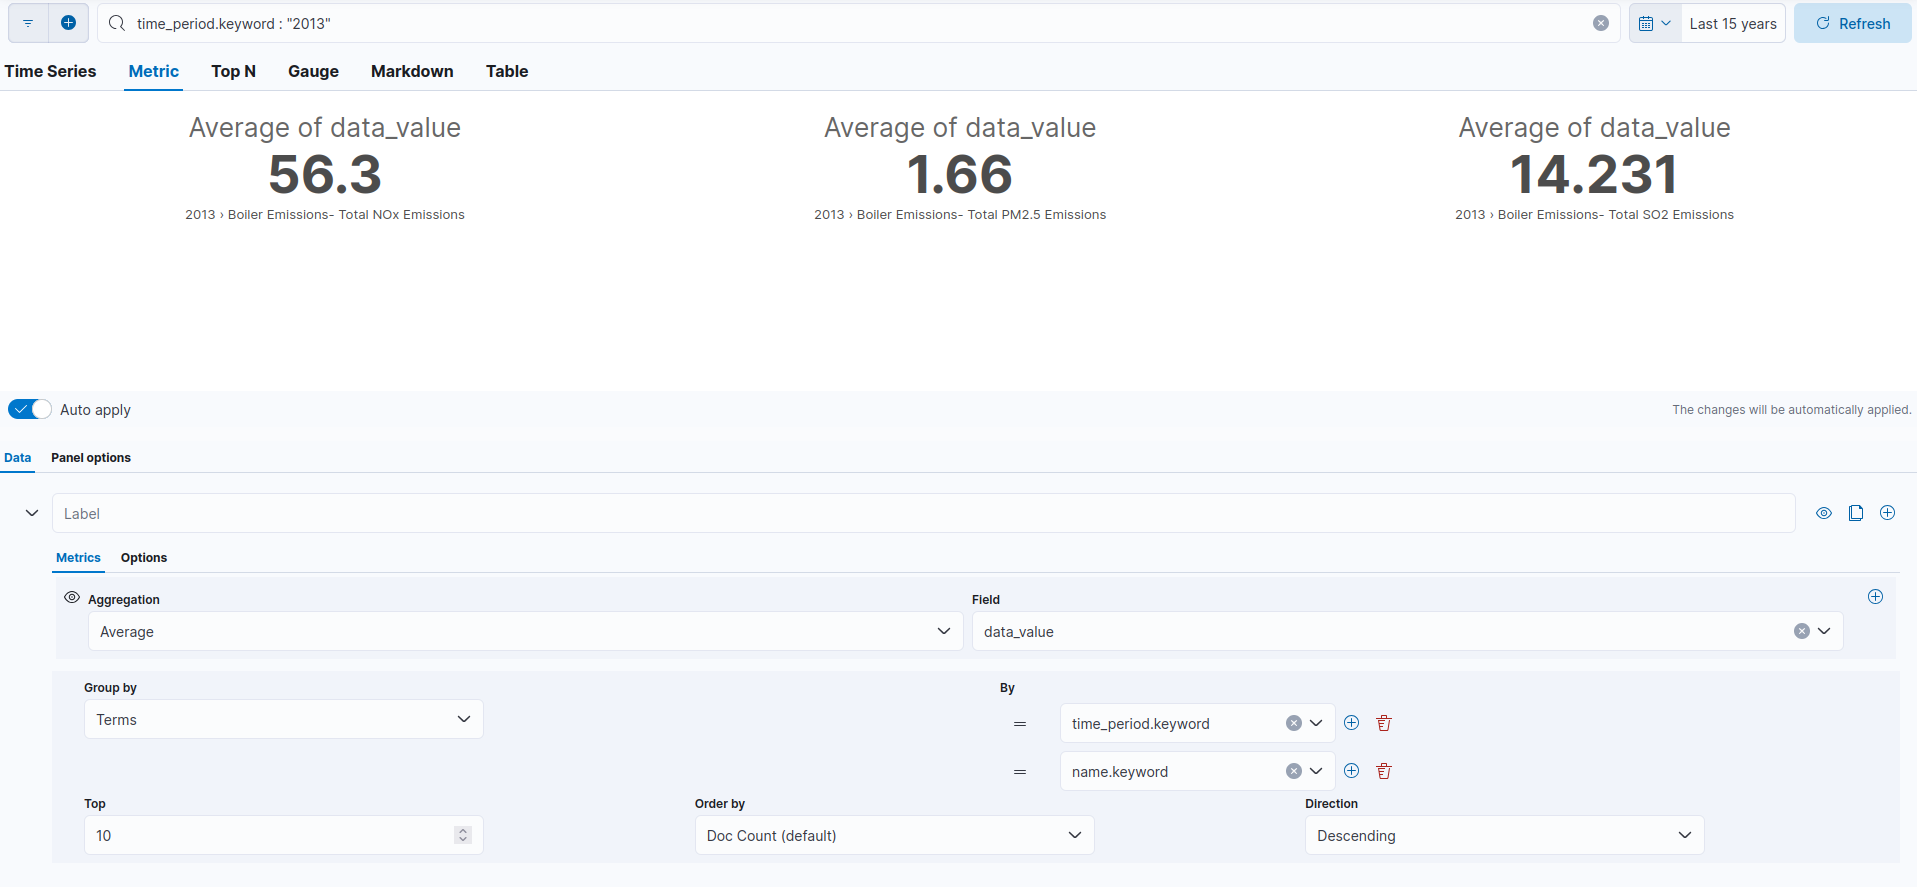 time_period.keyword : "2013"
Last 15 years
Refresh
Time Series Metric Top N Gauge Markdown Table
Average of data_value
56.3
2013 › Boiler Emissions- Total NOx Emissions
Average of data_value
1.66
2013 › Boiler Emissions- Total PM2.5 Emissions
Average of data_value
14.231
2013 › Boiler Emissions- Total SO2 Emissions
Auto apply
The changes will be automatically applied.
Data Panel options
Label
Metrics Options
Aggregation
Average
Field
data_value
Group by
Terms
By
time_period.keyword
name.keyword
Top
10
Order by
Doc Count (default)
Direction
Descending